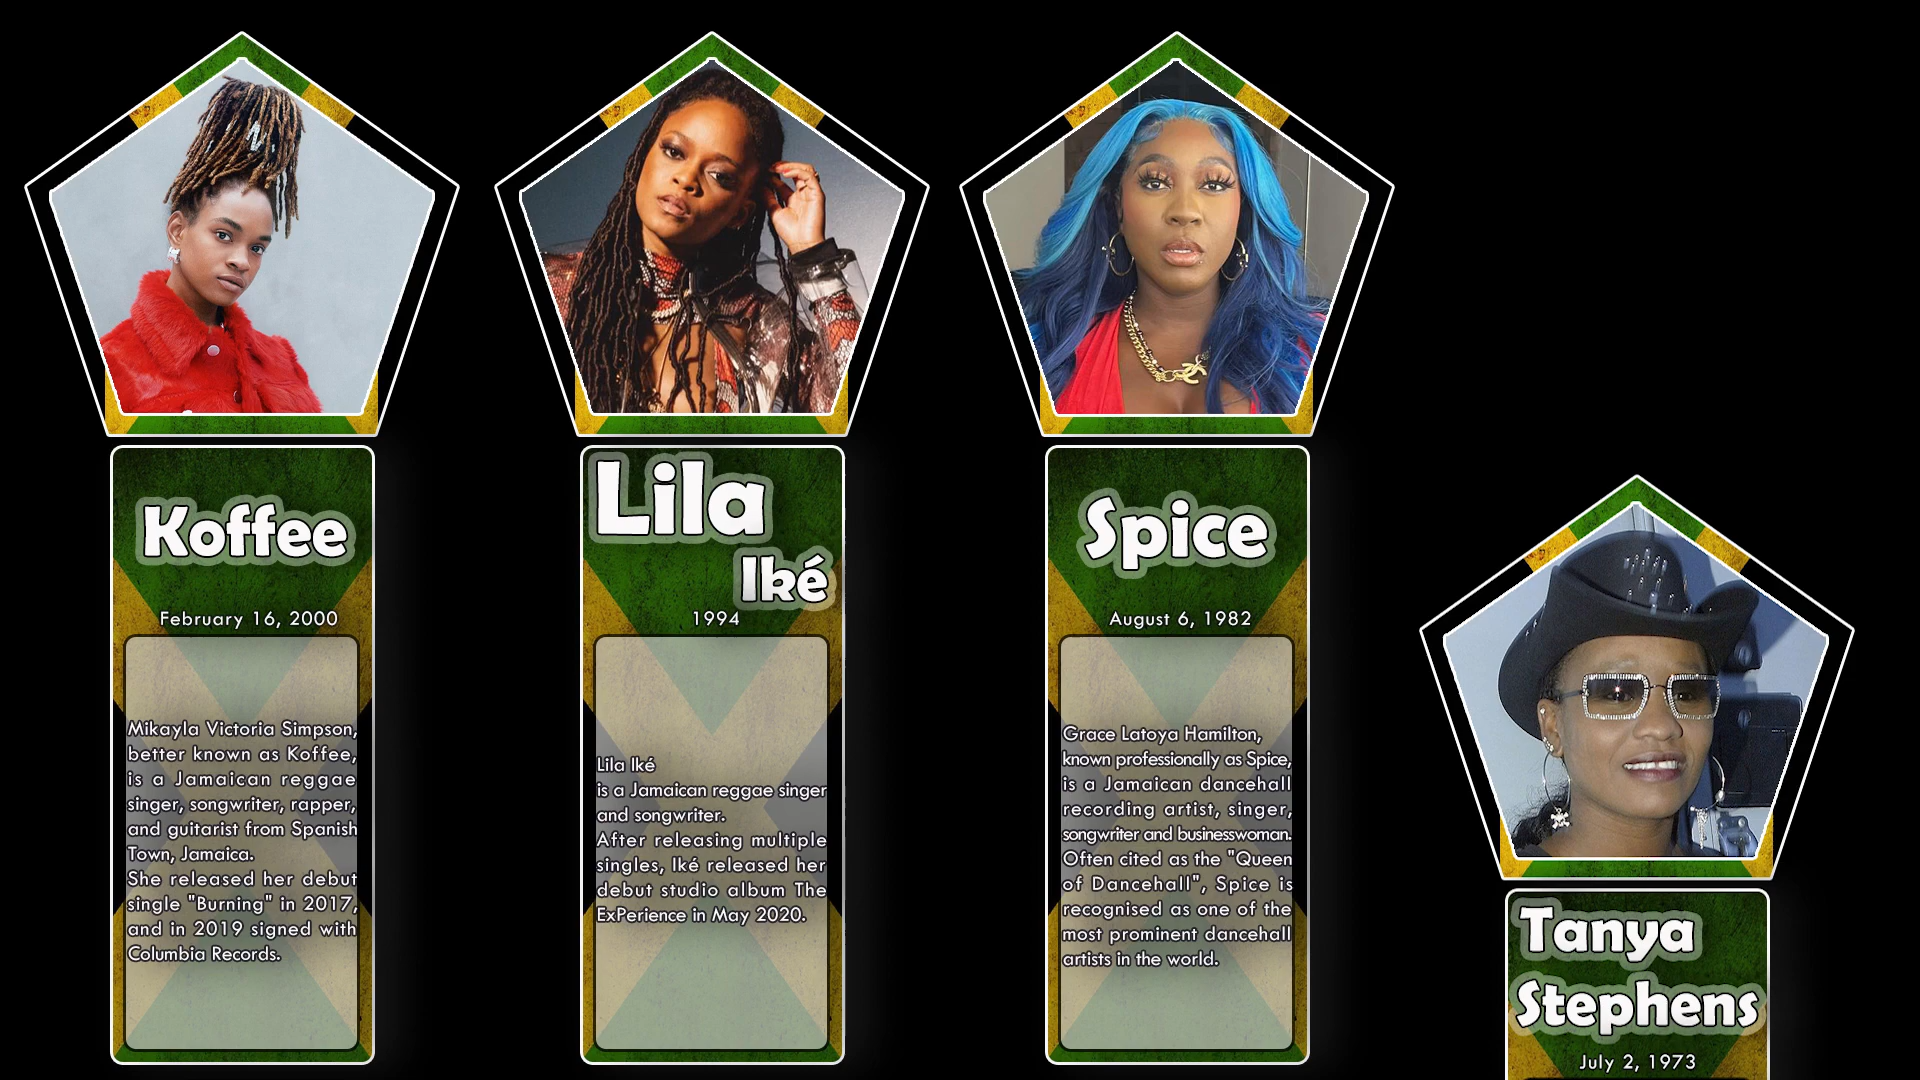 Koffee
February 16, 2000
Mikayla Victoria Simpson,
better known as Koffee,
is a Jamaican reggae
singer, songwriter, rapper,
and guitarist from Spanish
Town, Jamaica.
She released her debut
single "Burning" in 2017,
and in 2019 signed with
Columbia Records.
Lila
Iké
1994
Lila Iké
is a Jamaican reggae singer
and songwriter.
After releasing multiple
singles, Iké released her
debut studio album The
ExPerience in May 2020.
Spice
August 6, 1982
Grace Latoya Hamilton,
known professionally as Spice,
is a Jamaican dancehall
recording artist, singer,
songwriter and businesswoman.
Often cited as the "Queen
of Dancehall", Spice is
recognised as one of the
most prominent dancehall
artists in the world.
Tanya
Stephens
July 2, 1973